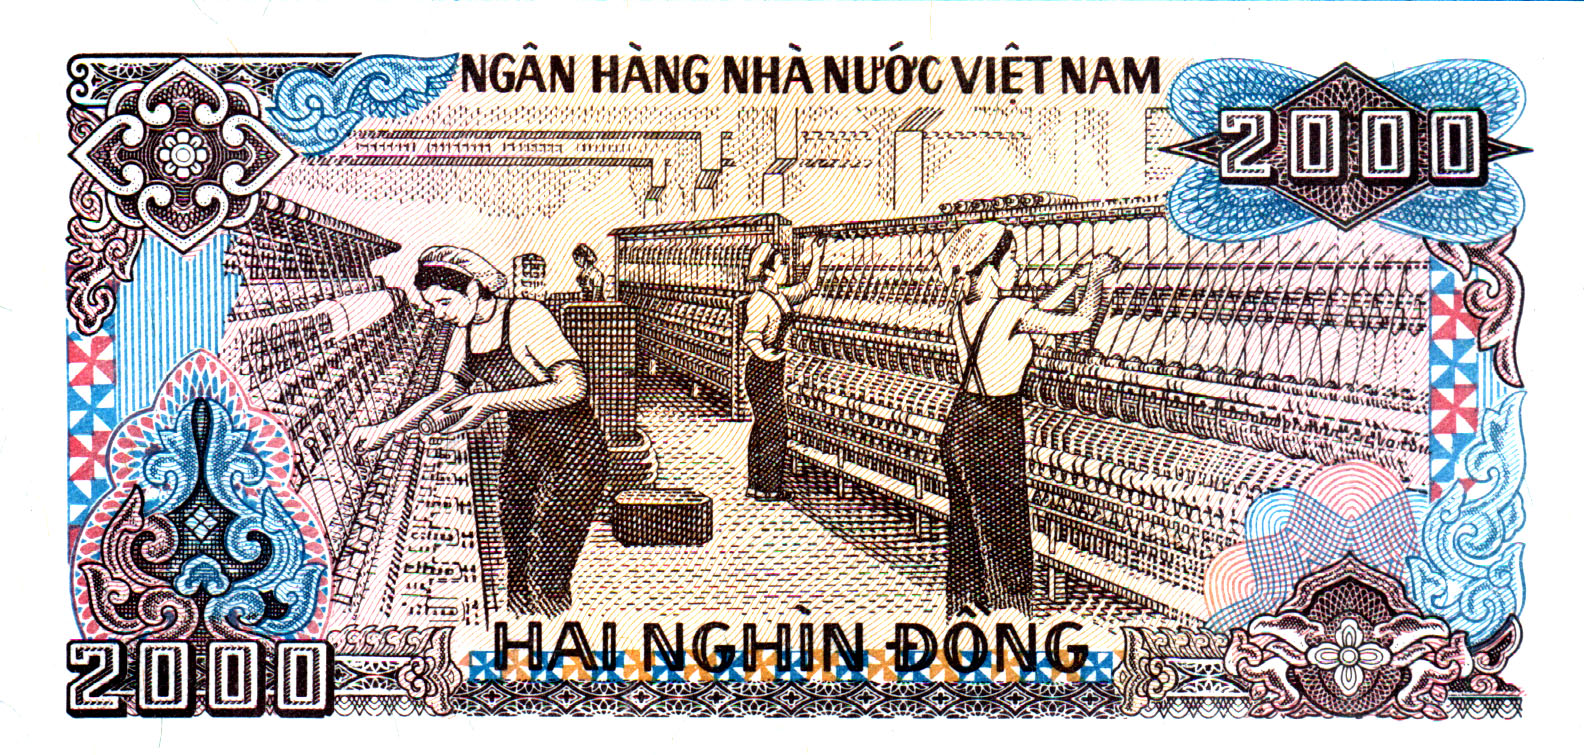 NGÂN HÀNG NHÀ NƯỚC VIỆT NAM
2000
HAI NGHÌN ĐỒNG
2000